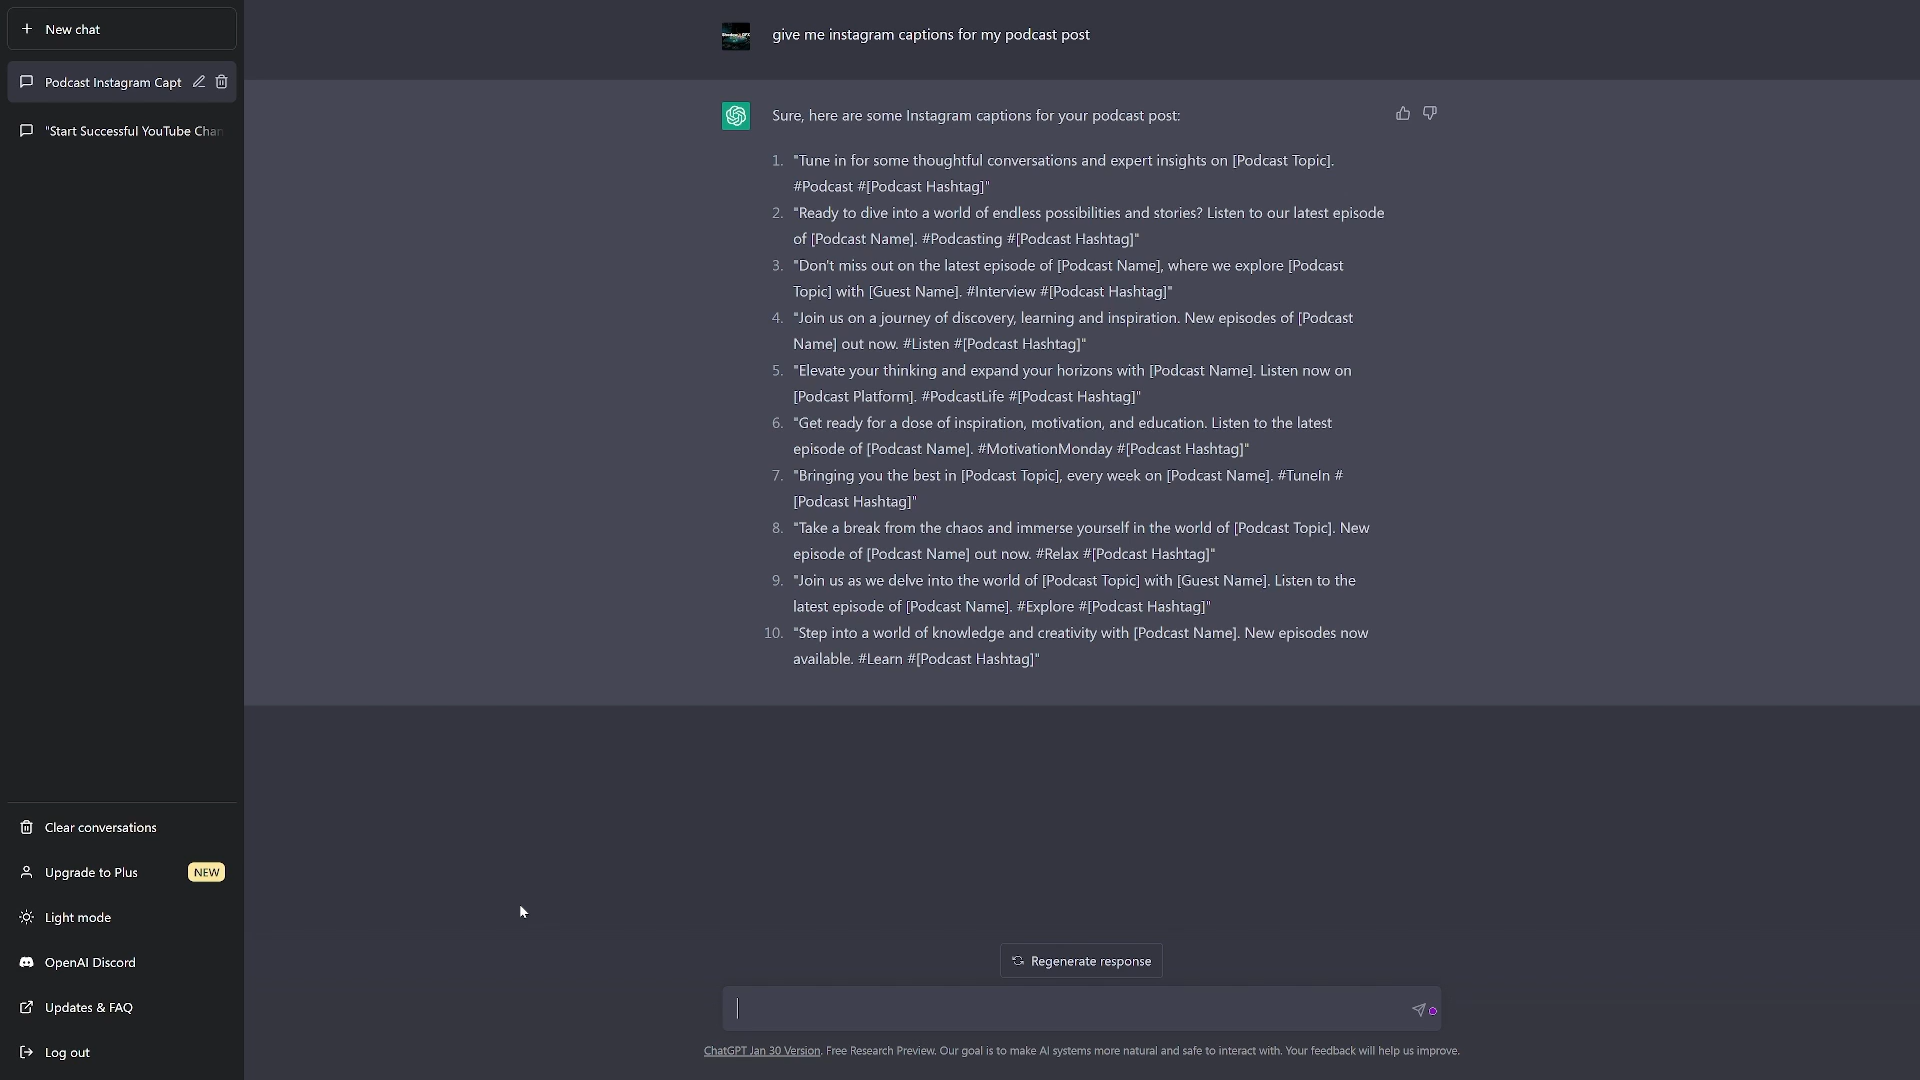 New chat
Podcast Instagram Capt
"Start Successful YouTube Chan
Clear conversations
Upgrade to Plus NEW
Light mode
OpenAI Discord
Updates & FAQ
Log out
give me instagram captions for my podcast post
Sure, here are some Instagram captions for your podcast post:
1. "Tune in for some thoughtful conversations and expert insights on [Podcast Topic].
#Podcast #[Podcast Hashtag]"
2. "Ready to dive into a world of endless possibilities and stories? Listen to our latest episode
of [Podcast Name]. #Podcasting #[Podcast Hashtag]"
3. "Don't miss out on the latest episode of [Podcast Name], where we explore [Podcast
Topic] with [Guest Name]. #Interview #[Podcast Hashtag]"
4. "Join us on a journey of discovery, learning and inspiration. New episodes of [Podcast
Name] out now. #Listen #[Podcast Hashtag]"
5. "Elevate your thinking and expand your horizons with [Podcast Name]. Listen now on
[Podcast Platform]. #PodcastLife #[Podcast Hashtag]"
6. "Get ready for a dose of inspiration, motivation, and education. Listen to the latest
episode of [Podcast Name]. #MotivationMonday #[Podcast Hashtag]"
7. "Bringing you the best in [Podcast Topic], every week on [Podcast Name]. #TuneIn #
[Podcast Hashtag]"
8. "Take a break from the chaos and immerse yourself in the world of [Podcast Topic]. New
episode of [Podcast Name] out now. #Relax #[Podcast Hashtag]"
9. "Join us as we delve into the world of [Podcast Topic] with [Guest Name]. Listen to the
latest episode of [Podcast Name]. #Explore #[Podcast Hashtag]"
10. "Step into a world of knowledge and creativity with [Podcast Name]. New episodes now
available. #Learn #[Podcast Hashtag]"
Regenerate response
ChatGPT Jan 30 Version. Free Research Preview. Our goal is to make AI systems more natural and safe to interact with. Your feedback will help us improve.